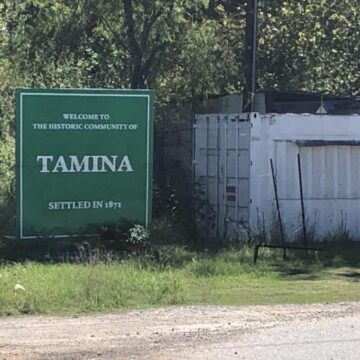 WELCOME TO
THE HISTORIC COMMUNITY OF
TAMINA
SETTLED IN 1871